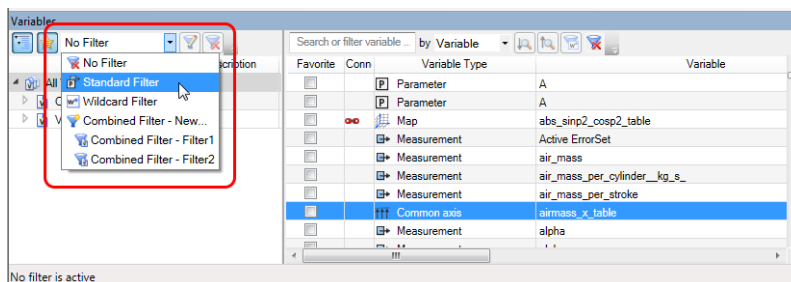 Variables
No Filter Search or filter variable ... by Variable
No Filter scription Favorite Conn Variable Type Variable
All Standard Filter Parameter A
C Wildcard Filter Parameter A
V Combined Filter - New... Map abs_sinp2_cosp2_table
Combined Filter - Filter1 Measurement Active ErrorSet
Combined Filter - Filter2 Measurement air_mass
Measurement air_mass_per_cylinder__kg_s_
Measurement air_mass_per_stroke
Common axis airmass_x_table
Measurement alpha
No filter is active